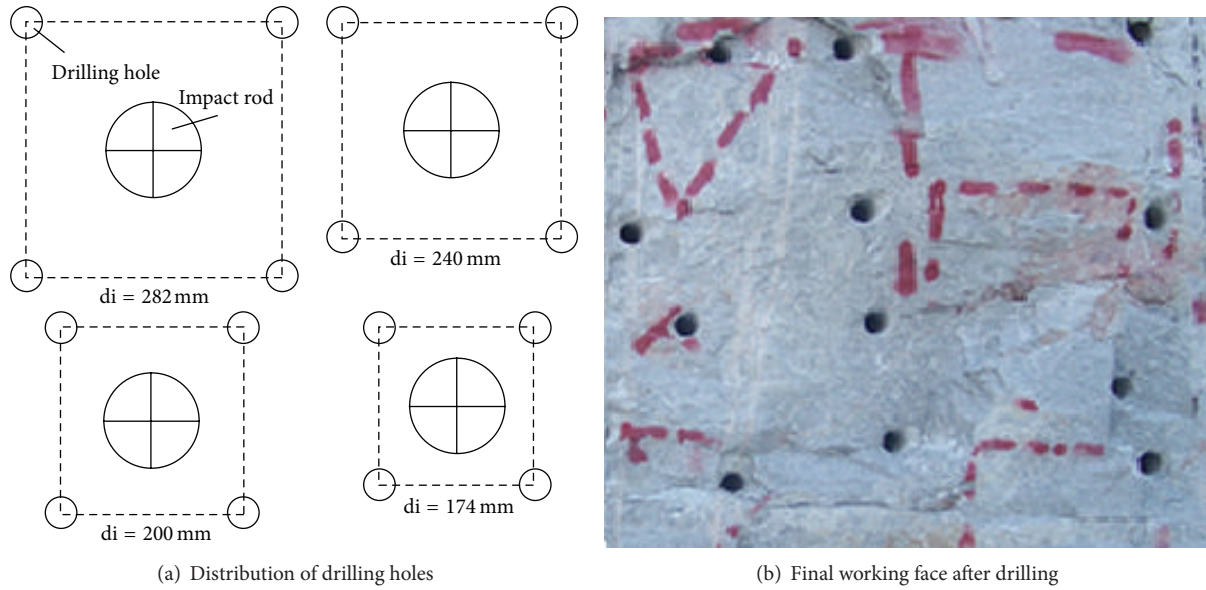 Drilling hole
Impact rod
di = 282 mm
di = 240 mm
di = 200 mm
di = 174 mm
(a) Distribution of drilling holes
(b) Final working face after drilling